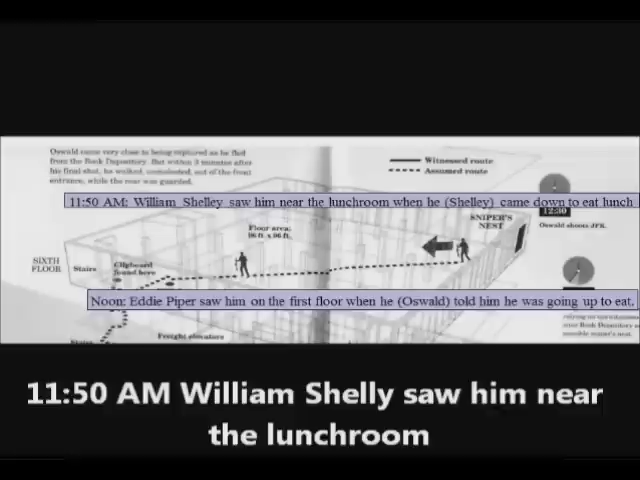 Oswald came very close to being captured as he fled
from the Book Depository. But within 3 minutes after
his final shot, he walked, unmolested, out of the front
entrance, while the rear was guarded.
Witnessed route
Assumed route
11:50 AM: William Shelley saw him near the lunchroom when he (Shelley) came down to eat lunch
12:30
Oswald shoots JFK.
SNIPER'S
NEST
Floor area:
96 ft. x 96 ft.
SIXTH
FLOOR
Stairs
Clipboard
found here
Noon: Eddie Piper saw him on the first floor when he (Oswald) told him he was going up to eat.
Stairs
Freight elevators
11:50 AM William Shelly saw him near
the lunchroom